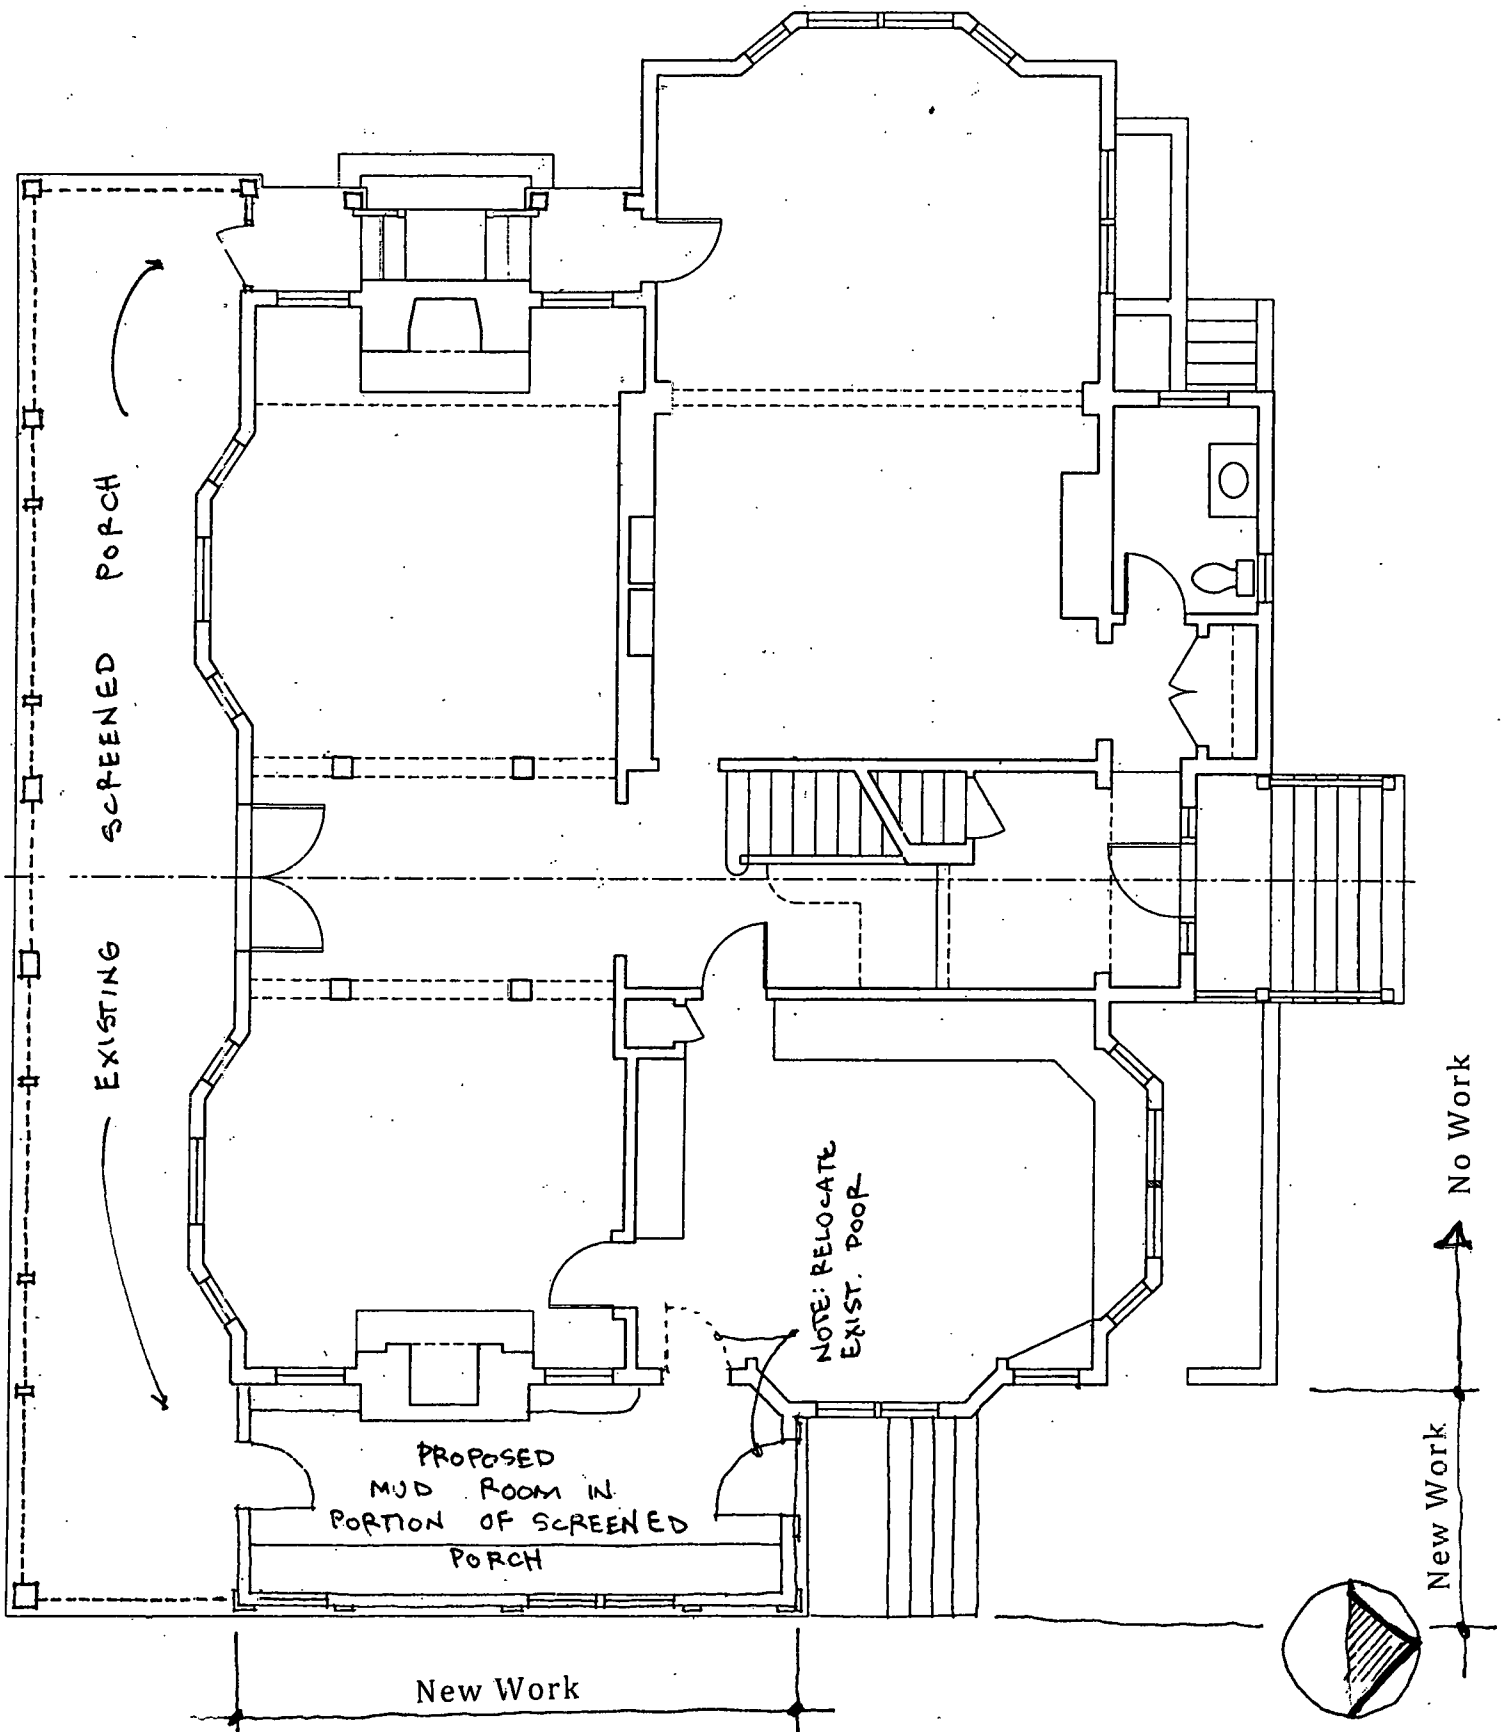 EXISTING SCREENED PORCH
NOTE: RELOCATE
EXIST. DOOR
PROPOSED
MUD ROOM IN
PORTION OF SCREENED
PORCH
New Work
New Work
No Work